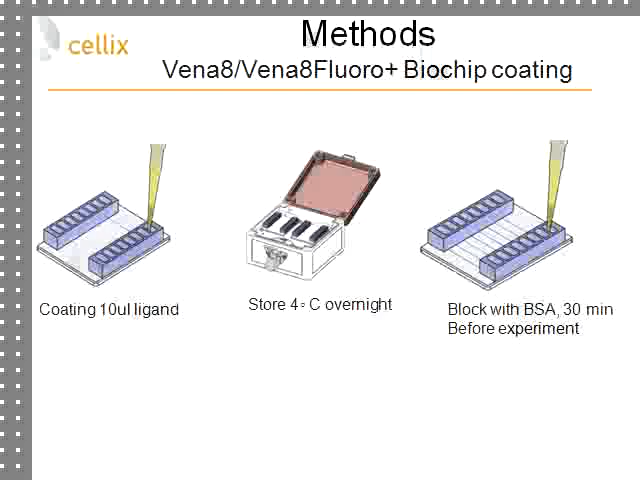 Methods
cellix
Vena8/Vena8Fluoro+ Biochip coating
Coating 10ul ligand
Store 4◦C overnight
Block with BSA, 30 min
Before experiment